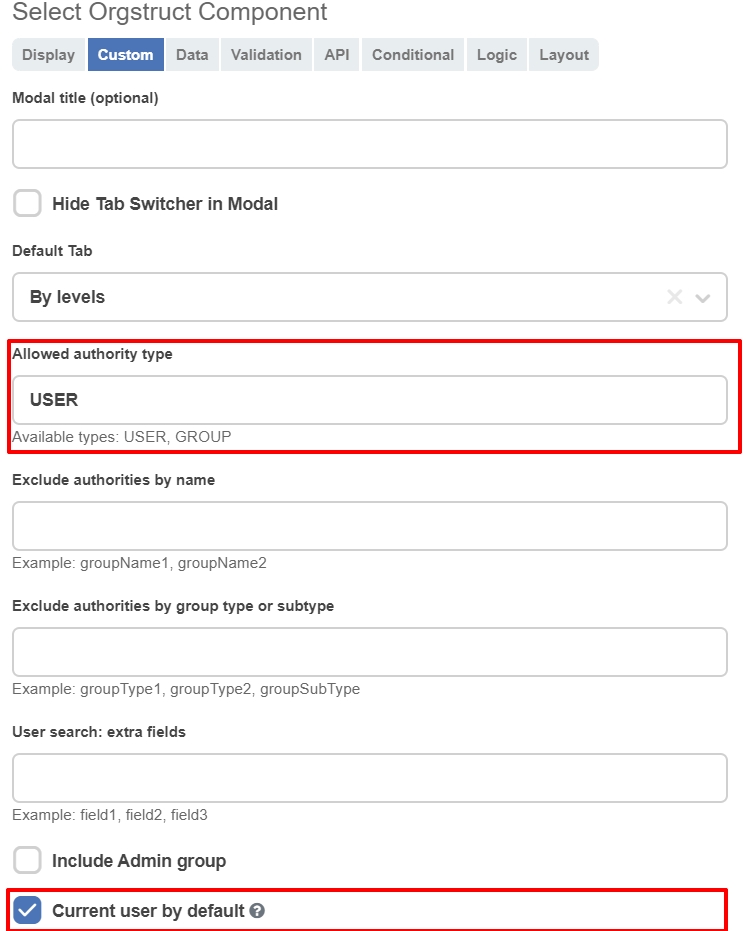 Select Orgstruct Component
Display Custom Data Validation API Conditional Logic Layout
Modal title (optional)
Hide Tab Switcher in Modal
Default Tab
By levels
Allowed authority type
USER
Available types: USER, GROUP
Exclude authorities by name
Example: groupName1, groupName2
Exclude authorities by group type or subtype
Example: groupType1, groupType2, groupSubType
User search: extra fields
Example: field1, field2, field3
Include Admin group
Current user by default ?